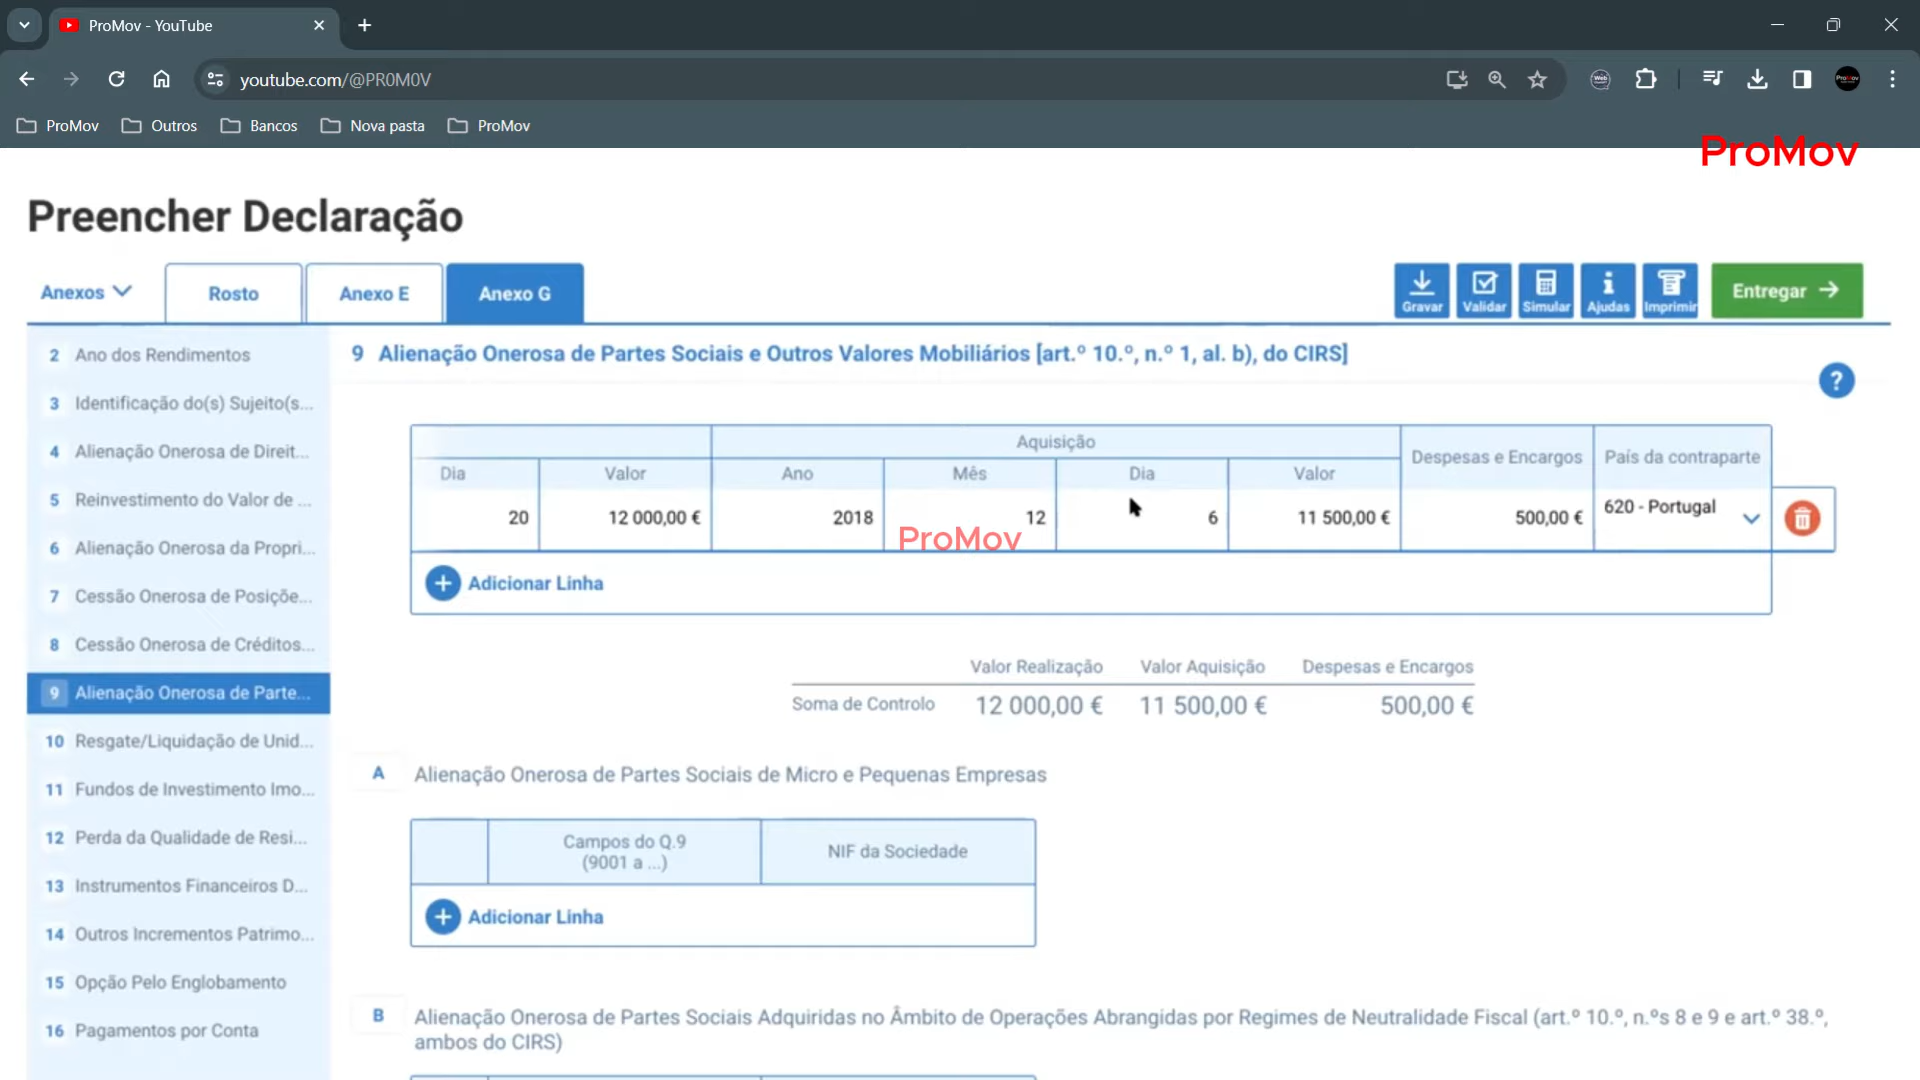 ProMov - YouTube
youtube.com/@PR0M0V
ProMov
Outros
Bancos
Nova pasta
ProMov
ProMov
Preencher Declaração
Anexos
Rosto
Anexo E
Anexo G
Gravar
Validar
Simular
Ajudas
Imprimir
Entregar
2 Ano dos Rendimentos
3 Identificação do(s) Sujeito(s...
4 Alienação Onerosa de Direit...
5 Reinvestimento do Valor de ...
6 Alienação Onerosa da Propri...
7 Cessão Onerosa de Posiçõe...
8 Cessão Onerosa de Créditos...
9 Alienação Onerosa de Parte...
10 Resgate/Liquidação de Unid...
11 Fundos de Investimento Imo...
12 Perda da Qualidade de Resi...
13 Instrumentos Financeiros D...
14 Outros Incrementos Patrimo...
15 Opção Pelo Englobamento
16 Pagamentos por Conta
9 Alienação Onerosa de Partes Sociais e Outros Valores Mobiliários [art.º 10.º, n.º 1, al. b), do CIRS]
?
Aquisição
Despesas e Encargos
País da contraparte
Dia Valor Ano Mês Dia Valor
20 12 000,00 € 2018 12 6 11 500,00 € 500,00 € 620 - Portugal
ProMov
Adicionar Linha
Valor Realização Valor Aquisição Despesas e Encargos
Soma de Controlo 12 000,00 € 11 500,00 € 500,00 €
A Alienação Onerosa de Partes Sociais de Micro e Pequenas Empresas
Campos do Q.9
(9001 a ...)
NIF da Sociedade
Adicionar Linha
B Alienação Onerosa de Partes Sociais Adquiridas no Âmbito de Operações Abrangidas por Regimes de Neutralidade Fiscal (art.º 10.º, n.ºs 8 e 9 e art.º 38.º,
ambos do CIRS)